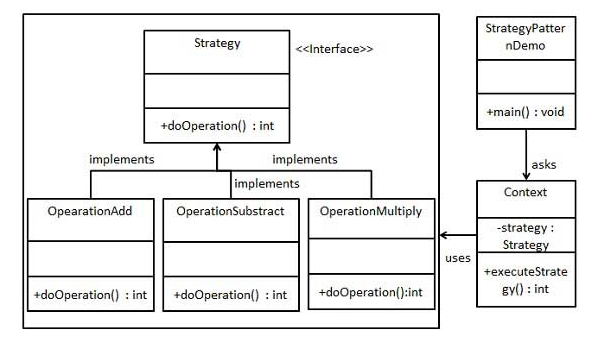 Strategy
<<Interface>>
+doOperation() : int
implements
implements
implements
OpearationAdd
+doOperation() : int
OperationSubstract
+doOperation() : int
OperationMultiply
+doOperation():int
StrategyPatter
nDemo
+main() : void
asks
Context
-strategy :
Strategy
+executeStrate
gy() : int
uses